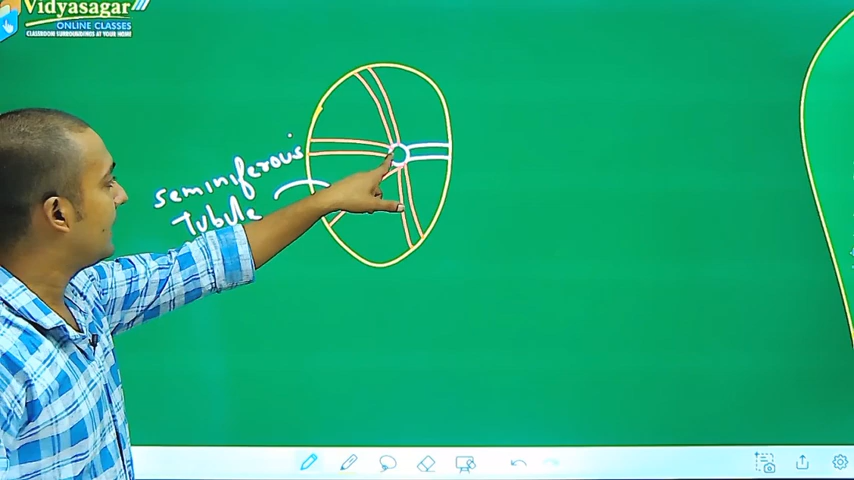 Vidyasagar
ONLINE CLASSES
CLASSROOM SURROUNDINGS AT YOUR HOME
seminiferous
Tubule